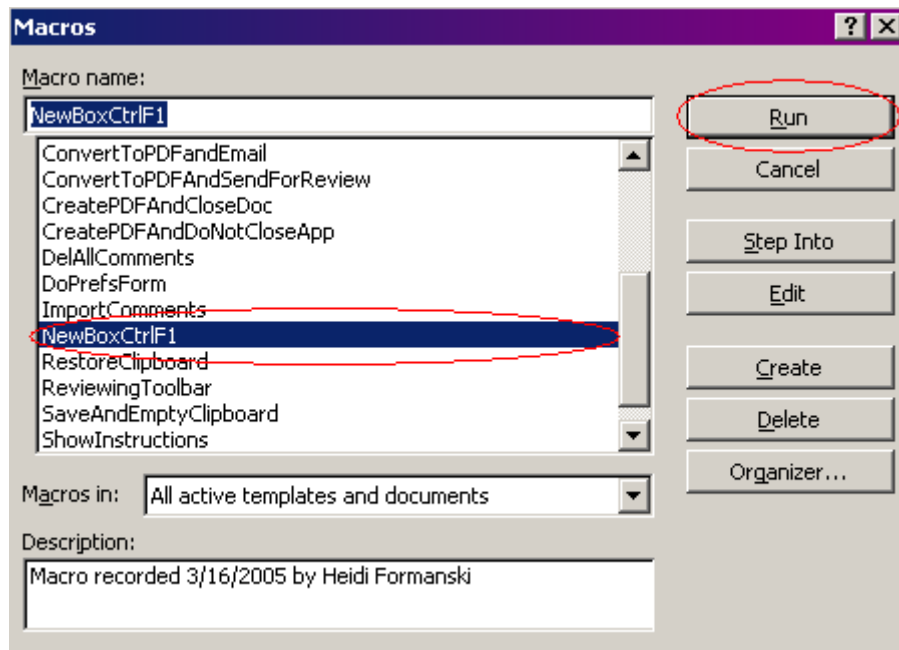 Macros
Macro name:
NewBoxCtrlF1
Run
ConvertToPDFandEmail
Cancel
ConvertToPDFAndSendForReview
CreatePDFAndCloseDoc
CreatePDFAndDoNotCloseApp
Step Into
DelAllComments
DoPrefsForm
Edit
ImportComments
NewBoxCtrlF1
RestoreClipboard
Create
ReviewingToolbar
SaveAndEmptyClipboard
Delete
ShowInstructions
Organizer...
Macros in: All active templates and documents
Description:
Macro recorded 3/16/2005 by Heidi Formanski